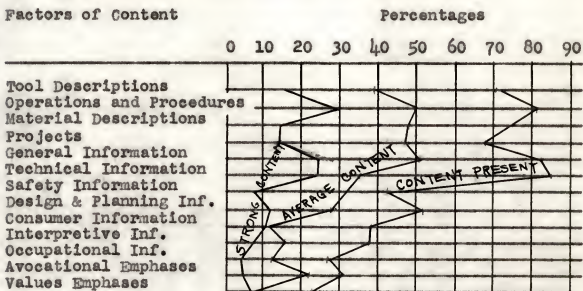 Factors of Content Percentages
0 10 20 30 40 50 60 70 80 90
Tool Descriptions
Operations and Procedures
Material Descriptions
Projects
General Information
Technical Information
Safety Information
Design & Planning Inf.
Consumer Information
Interpretive Inf.
Occupational Inf.
Avocational Emphases
Values Emphases
STRONG CONTENT
AVERAGE CONTENT
CONTENT PRESENT